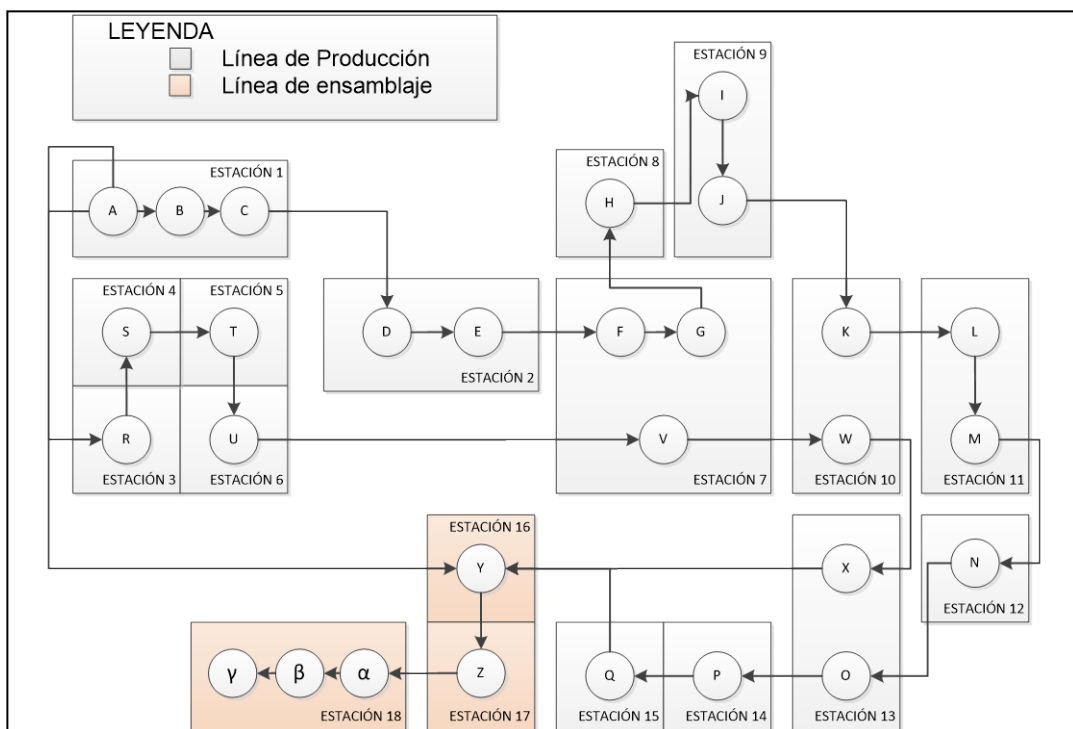 LEYENDA
Línea de Producción
Línea de ensamblaje
ESTACIÓN 9
I
J
ESTACIÓN 8
H
ESTACIÓN 1
A
B
C
ESTACIÓN 4
S
ESTACIÓN 5
T
D
E
ESTACIÓN 2
F
G
K
L
R
ESTACIÓN 3
U
ESTACIÓN 6
V
ESTACIÓN 7
W
ESTACIÓN 10
M
ESTACIÓN 11
ESTACIÓN 16
Y
X
N
ESTACIÓN 12
γ
β
α
ESTACIÓN 18
Z
ESTACIÓN 17
Q
ESTACIÓN 15
P
ESTACIÓN 14
O
ESTACIÓN 13